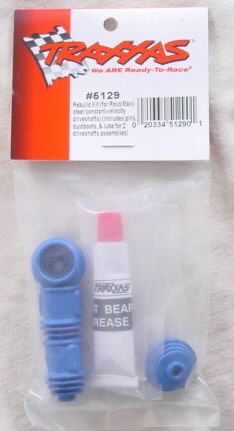 TRAXXAS
We ARE Ready-To-Race
#5129
Rebuild Kit (for Revo/Maxx
steel constant-velocity
driveshafts) (includes pins,
dustboots, & lube for 2
driveshafts assemblies)
0 20334 51290 1
TRAXXAS
T BEAR
REASE